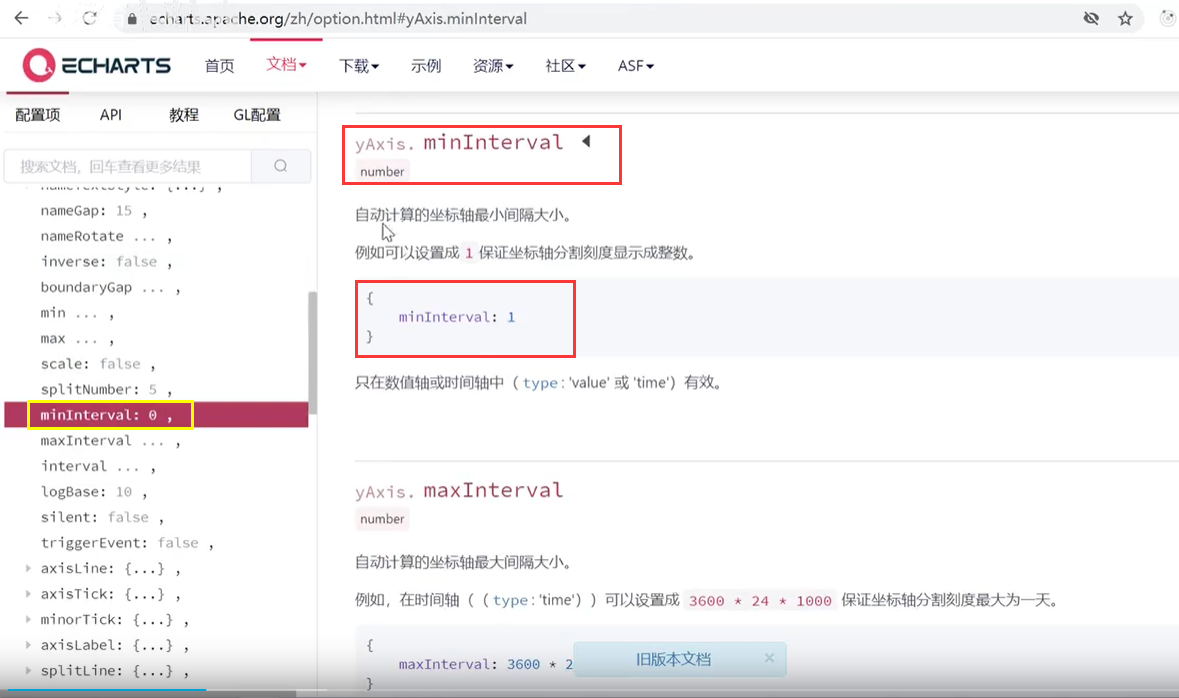 echarts.apache.org/zh/option.html#yAxis.minInterval
ECHARTS 首页 文档 下载 示例 资源 社区 ASF
配置项 API 教程 GL配置
搜索文档，回车查看更多结果
nameTextStyle: {...} ,
nameGap: 15 ,
nameRotate ... ,
inverse: false ,
boundaryGap ... ,
min ... ,
max ... ,
scale: false ,
splitNumber: 5 ,
minInterval: 0 ,
maxInterval ... ,
interval ... ,
logBase: 10 ,
silent: false ,
triggerEvent: false ,
axisLine: {...} ,
axisTick: {...} ,
minorTick: {...} ,
axisLabel: {...} ,
splitLine: {...} ,
yAxis. minInterval
number
自动计算的坐标轴最小间隔大小。
例如可以设置成 1 保证坐标轴分割刻度显示成整数。
{
minInterval: 1
}
只在数值轴或时间轴中（ type: 'value' 或 'time'）有效。
yAxis. maxInterval
number
自动计算的坐标轴最大间隔大小。
例如，在时间轴（（ type: 'time'））可以设置成 3600 * 24 * 1000 保证坐标轴分割刻度最大为一天。
{
maxInterval: 3600 * 2
}
旧版本文档 ×